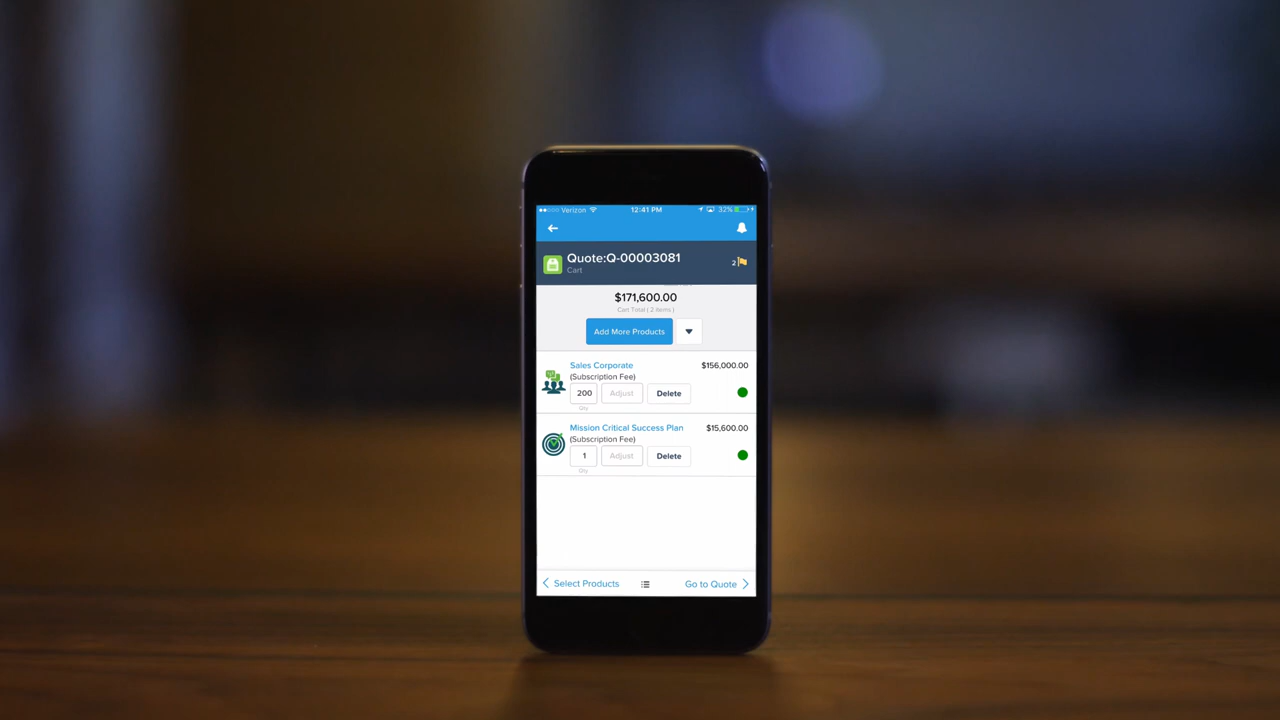 Verizon 12:41 PM 32%
Quote:Q-00003081
Cart
2
$171,600.00
Cart Total ( 2 items )
Add More Products
Sales Corporate $156,000.00
(Subscription Fee)
200 Adjust Delete
Qty
Mission Critical Success Plan $15,600.00
(Subscription Fee)
1 Adjust Delete
Qty
Select Products Go to Quote